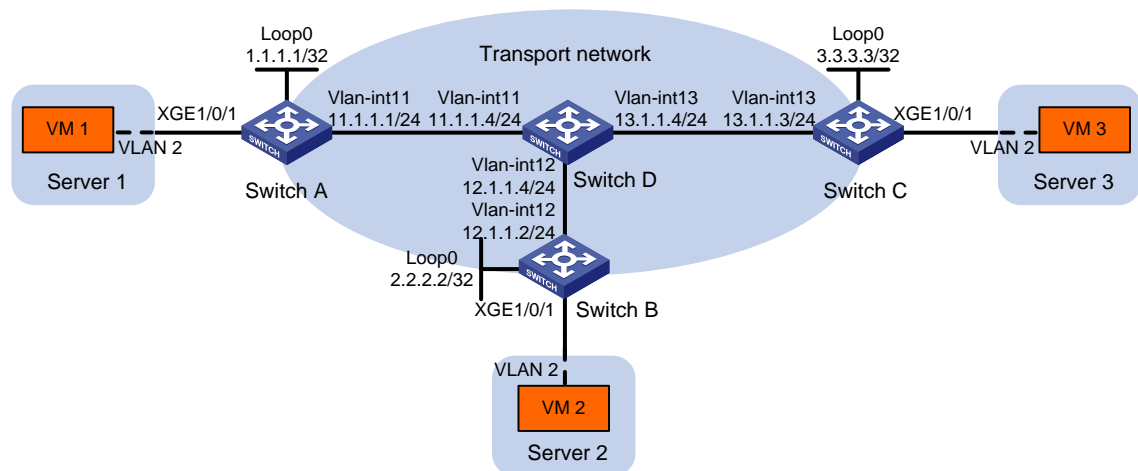 Loop0
1.1.1.1/32
Transport network
Loop0
3.3.3.3/32
VM 1
VLAN 2
Server 1
XGE1/0/1
SWITCH
Switch A
Vlan-int11
11.1.1.1/24
Vlan-int11
11.1.1.4/24
SWITCH
Switch D
Vlan-int13
13.1.1.4/24
Vlan-int13
13.1.1.3/24
SWITCH
Switch C
XGE1/0/1
VLAN 2
VM 3
Server 3
Vlan-int12
12.1.1.4/24
Vlan-int12
12.1.1.2/24
Loop0
2.2.2.2/32
SWITCH
Switch B
XGE1/0/1
VLAN 2
VM 2
Server 2